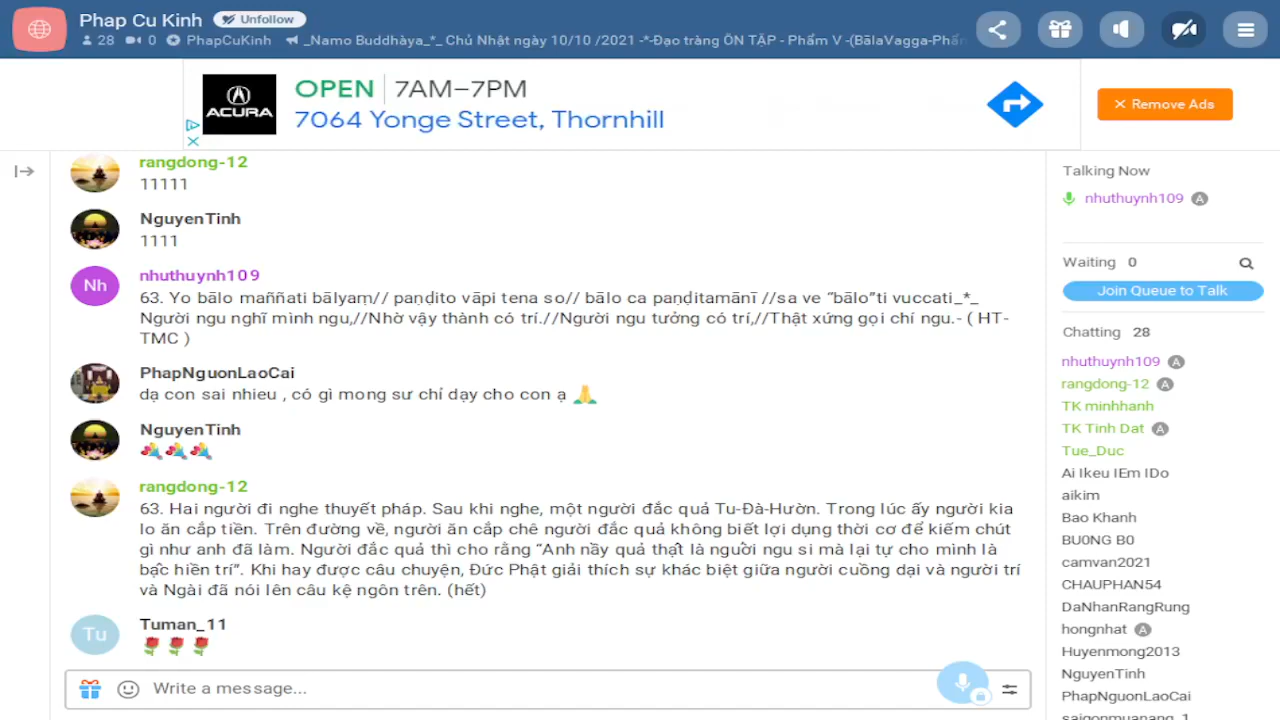 Phap Cu Kinh
Unfollow
28 0 PhapCuKinh _Namo Buddhàya_*_ Chủ Nhật ngày 10/10 /2021 -*-Đạo tràng ÔN TẬP - Phẩm V -(BālaVagga-Phẩm
ACURA
OPEN 7AM–7PM
7064 Yonge Street, Thornhill
Remove Ads
rangdong-12
11111
NguyenTinh
1111
Nh
nhuthuynh109
63. Yo bālo maññati bālyaṃ// paṇḍito vāpi tena so// bālo ca paṇḍitamānī //sa ve “bālo”ti vuccati_*_
Người ngu nghĩ mình ngu,//Nhờ vậy thành có trí.//Người ngu tưởng có trí,//Thật xứng gọi chí ngu.- ( HT-
TMC )
PhapNguonLaoCai
dạ con sai nhieu , có gì mong sư chỉ dạy cho con ạ 🙏
NguyenTinh
💐💐💐
rangdong-12
63. Hai người đi nghe thuyết pháp. Sau khi nghe, một người đắc quả Tu-Đà-Hườn. Trong lúc ấy người kia
lo ăn cắp tiền. Trên đường về, người ăn cắp chê người đắc quả không biết lợi dụng thời cơ để kiếm chút
gì như anh đã làm. Người đắc quả thì cho rằng “Anh nầy quả thật là người ngu si mà lại tự cho mình là
bậc hiền trí”. Khi hay được câu chuyện, Đức Phật giải thích sự khác biệt giữa người cuồng dại và người trí
và Ngài đã nói lên câu kệ ngôn trên. (hết)
Tu
Tuman_11
🌹🌹🌹
Write a message...
Talking Now
nhuthuynh109 A
Waiting 0
Join Queue to Talk
Chatting 28
nhuthuynh109 A
rangdong-12 A
TK minhhanh
TK Tinh Dat A
Tue_Duc
Ai Ikeu IEm IDo
aikim
Bao Khanh
BU0NG B0
camvan2021
CHAUPHAN54
DaNhanRangRung
hongnhat A
Huyenmong2013
NguyenTinh
PhapNguonLaoCai
saigonmuanang_1